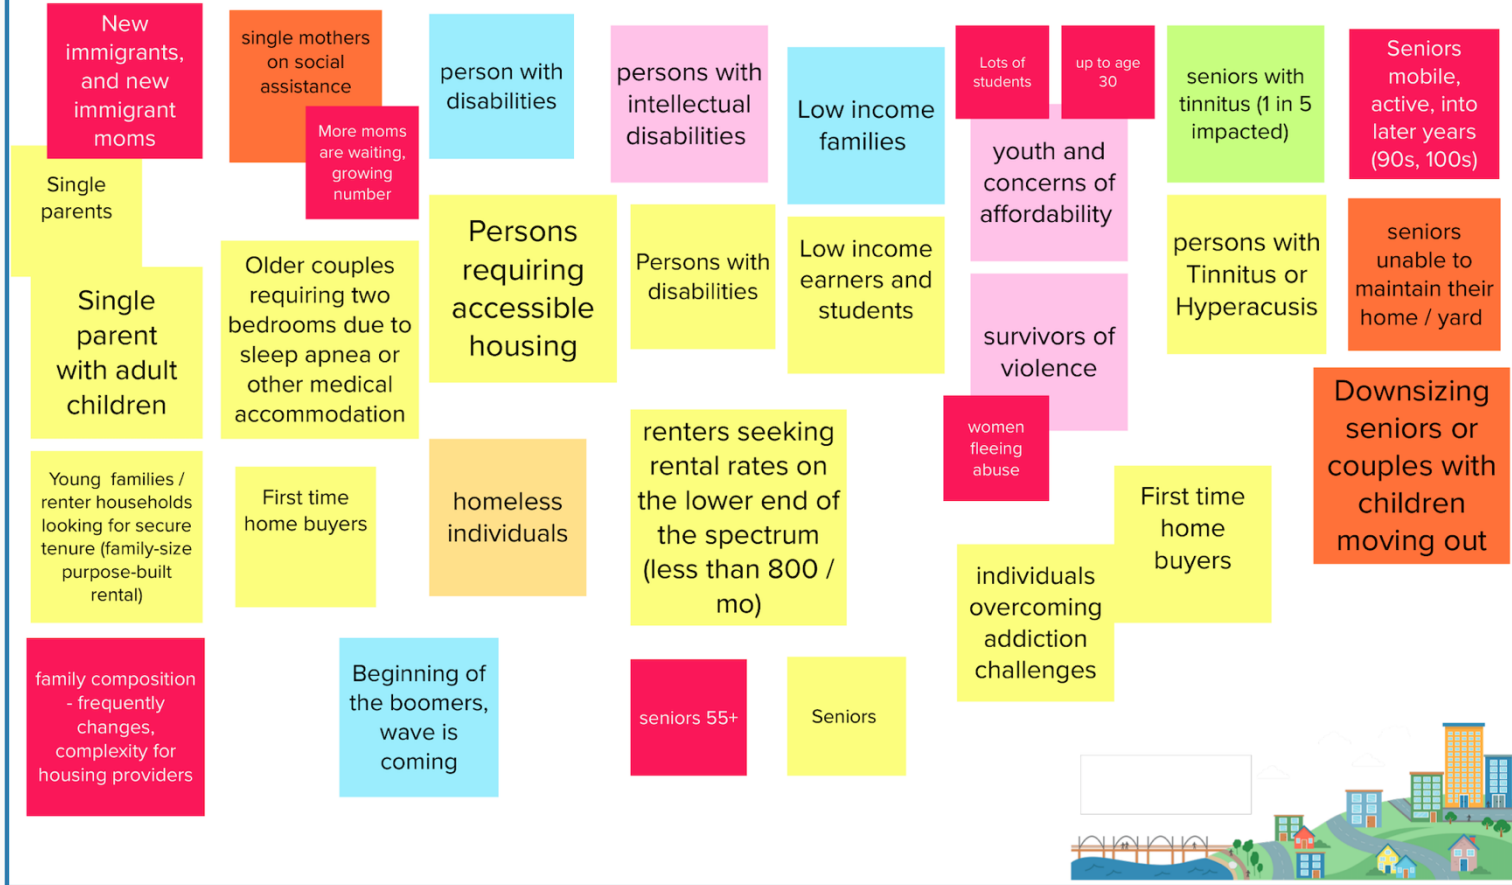 New
immigrants,
and new
immigrant
moms
single mothers
on social
assistance
More moms
are waiting,
growing
number
person with
disabilities
persons with
intellectual
disabilities
Low income
families
Lots of
students
up to age
30
youth and
concerns of
affordability
seniors with
tinnitus (1 in 5
impacted)
Seniors
mobile,
active, into
later years
(90s, 100s)
Single
parents
Single
parent
with adult
children
Older couples
requiring two
bedrooms due to
sleep apnea or
other medical
accommodation
Persons
requiring
accessible
housing
Persons with
disabilities
Low income
earners and
students
survivors of
violence
women
fleeing
abuse
persons with
Tinnitus or
Hyperacusis
seniors
unable to
maintain their
home / yard
Downsizing
seniors or
couples with
children
moving out
Young families /
renter households
looking for secure
tenure (family-size
purpose-built
rental)
First time
home buyers
homeless
individuals
renters seeking
rental rates on
the lower end of
the spectrum
(less than 800 /
mo)
individuals
overcoming
addiction
challenges
First time
home
buyers
family composition
- frequently
changes,
complexity for
housing providers
Beginning of
the boomers,
wave is
coming
seniors 55+
Seniors